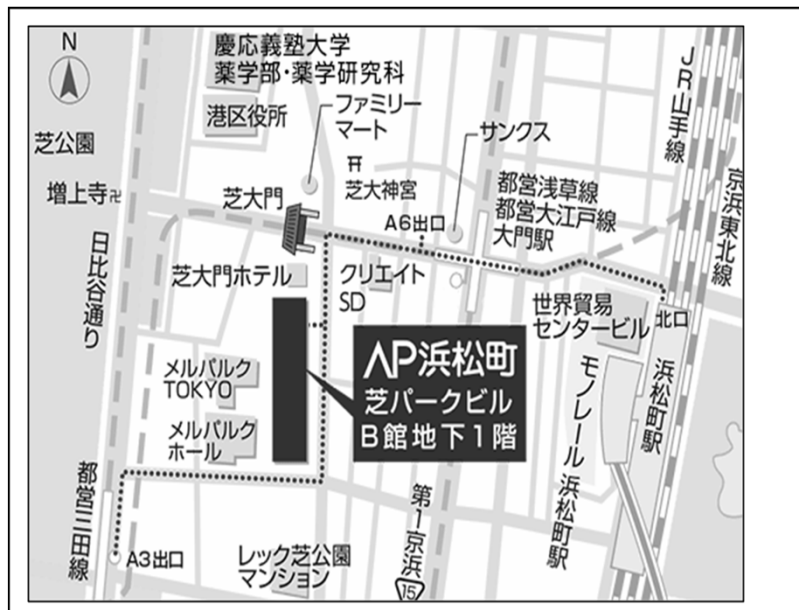 N
慶応義塾大学
薬学部・薬学研究科
港区役所
ファミリー
マート
サンクス
芝公園
増上寺卍
芝大門
芝大神宮
A6出口
都営浅草線
都営大江戸線
大門駅
JR山手線
京浜東北線
日比谷通り
芝大門ホテル
クリエイト
SD
世界貿易
センタービル
北口
AP浜松町
芝パークビル
B館地下1階
メルパルク
TOKYO
メルパルク
ホール
モノレール浜松町駅
浜松町駅
都営三田線
A3出口
レック芝公園
マンション
第1京浜
15